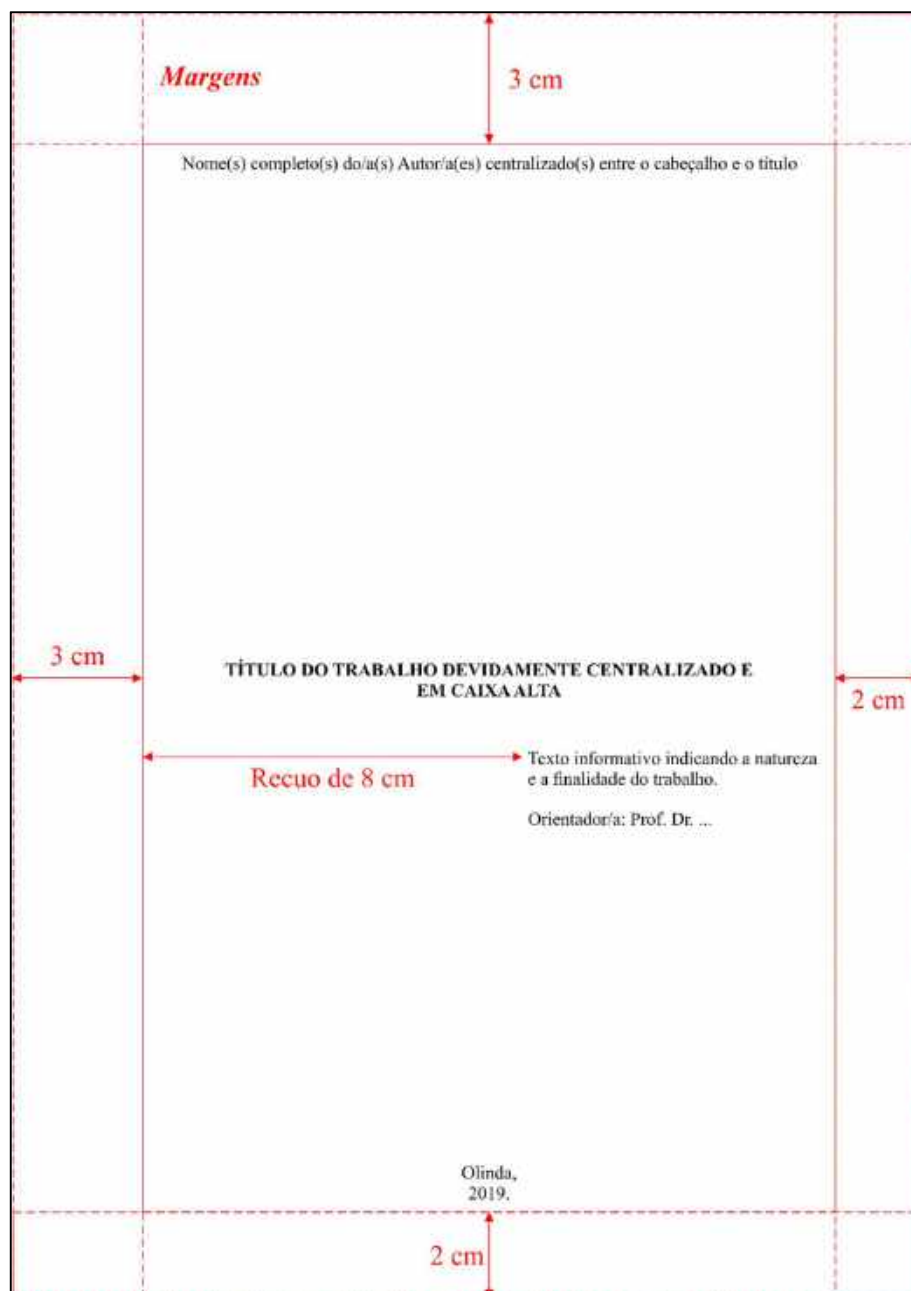 Margens
3 cm
Nome(s) completo(s) do/a(s) Autor/a(es) centralizado(s) entre o cabeçalho e o título
3 cm
TÍTULO DO TRABALHO DEVIDAMENTE CENTRALIZADO E
EM CAIXA ALTA
2 cm
Texto informativo indicando a natureza
e a finalidade do trabalho.
Recuo de 8 cm
Orientador/a: Prof. Dr. ...
Olinda,
2019.
2 cm